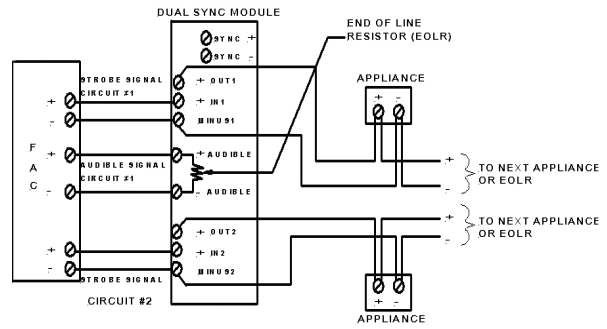 DUAL SYNC MODULE
END OF LINE
RESISTOR (EOLR)
SYNC +
SYNC -
STROBE SIGNAL
CIRCUIT #1
+ OUT1
+ IN1
MINUS1
+
-
APPLIANCE
+ -
F
A
C
+
-
AUDIBLE SIGNAL
CIRCUIT #1
+ AUDIBLE
- AUDIBLE
+
-
TO NEXT APPLIANCE
OR EOLR
+
-
TO NEXT APPLIANCE
OR EOLR
+ OUT2
+ IN2
MINUS2
+
-
STROBE SIGNAL
CIRCUIT #2
+ -
APPLIANCE